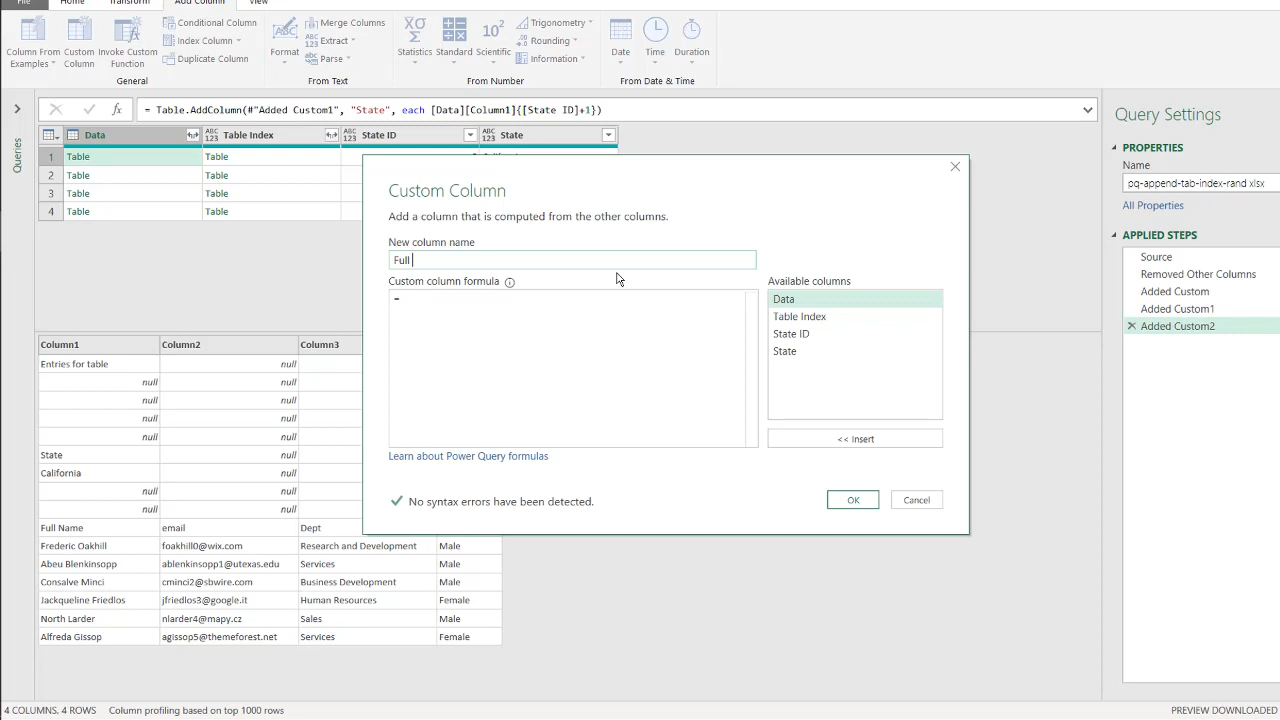 File Home Transform Add Column View
Column From Examples
Custom Column
Invoke Custom Function
Conditional Column
Index Column
Duplicate Column
General
Format
Merge Columns
Extract
Parse
From Text
Statistics
Standard
Scientific
Trigonometry
Rounding
Information
From Number
Date
Time
Duration
From Date & Time
= Table.AddColumn(#"Added Custom1", "State", each [Data][Column1]{[State ID]+1})
Queries
Data Table Index State ID State
1 Table Table
2 Table Table
3 Table Table
4 Table Table
Custom Column
Add a column that is computed from the other columns.
New column name
Full
Custom column formula
=
Available columns
Data
Table Index
State ID
State
<< Insert
Learn about Power Query formulas
No syntax errors have been detected.
OK
Cancel
Column1 Column2 Column3
Entries for table null
null null
null null
null null
null null
State null
California null
null null
null null
Full Name email Dept
Frederic Oakhill foakhill0@wix.com Research and Development Male
Abeu Blenkinsopp ablenkinsopp1@utexas.edu Services Male
Consalve Minci cminci2@sbwire.com Business Development Male
Jackqueline Friedlos jfriedlos3@google.it Human Resources Female
North Larder nlarder4@mapy.cz Sales Male
Alfreda Gissop agissop5@themeforest.net Services Female
Query Settings
PROPERTIES
Name
pq-append-tab-index-rand xlsx
All Properties
APPLIED STEPS
Source
Removed Other Columns
Added Custom
Added Custom1
Added Custom2
4 COLUMNS, 4 ROWS Column profiling based on top 1000 rows
PREVIEW DOWNLOADED